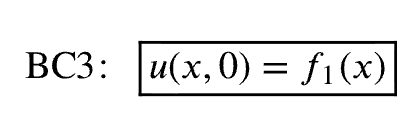 BC3: u(x, 0) = f₁(x)